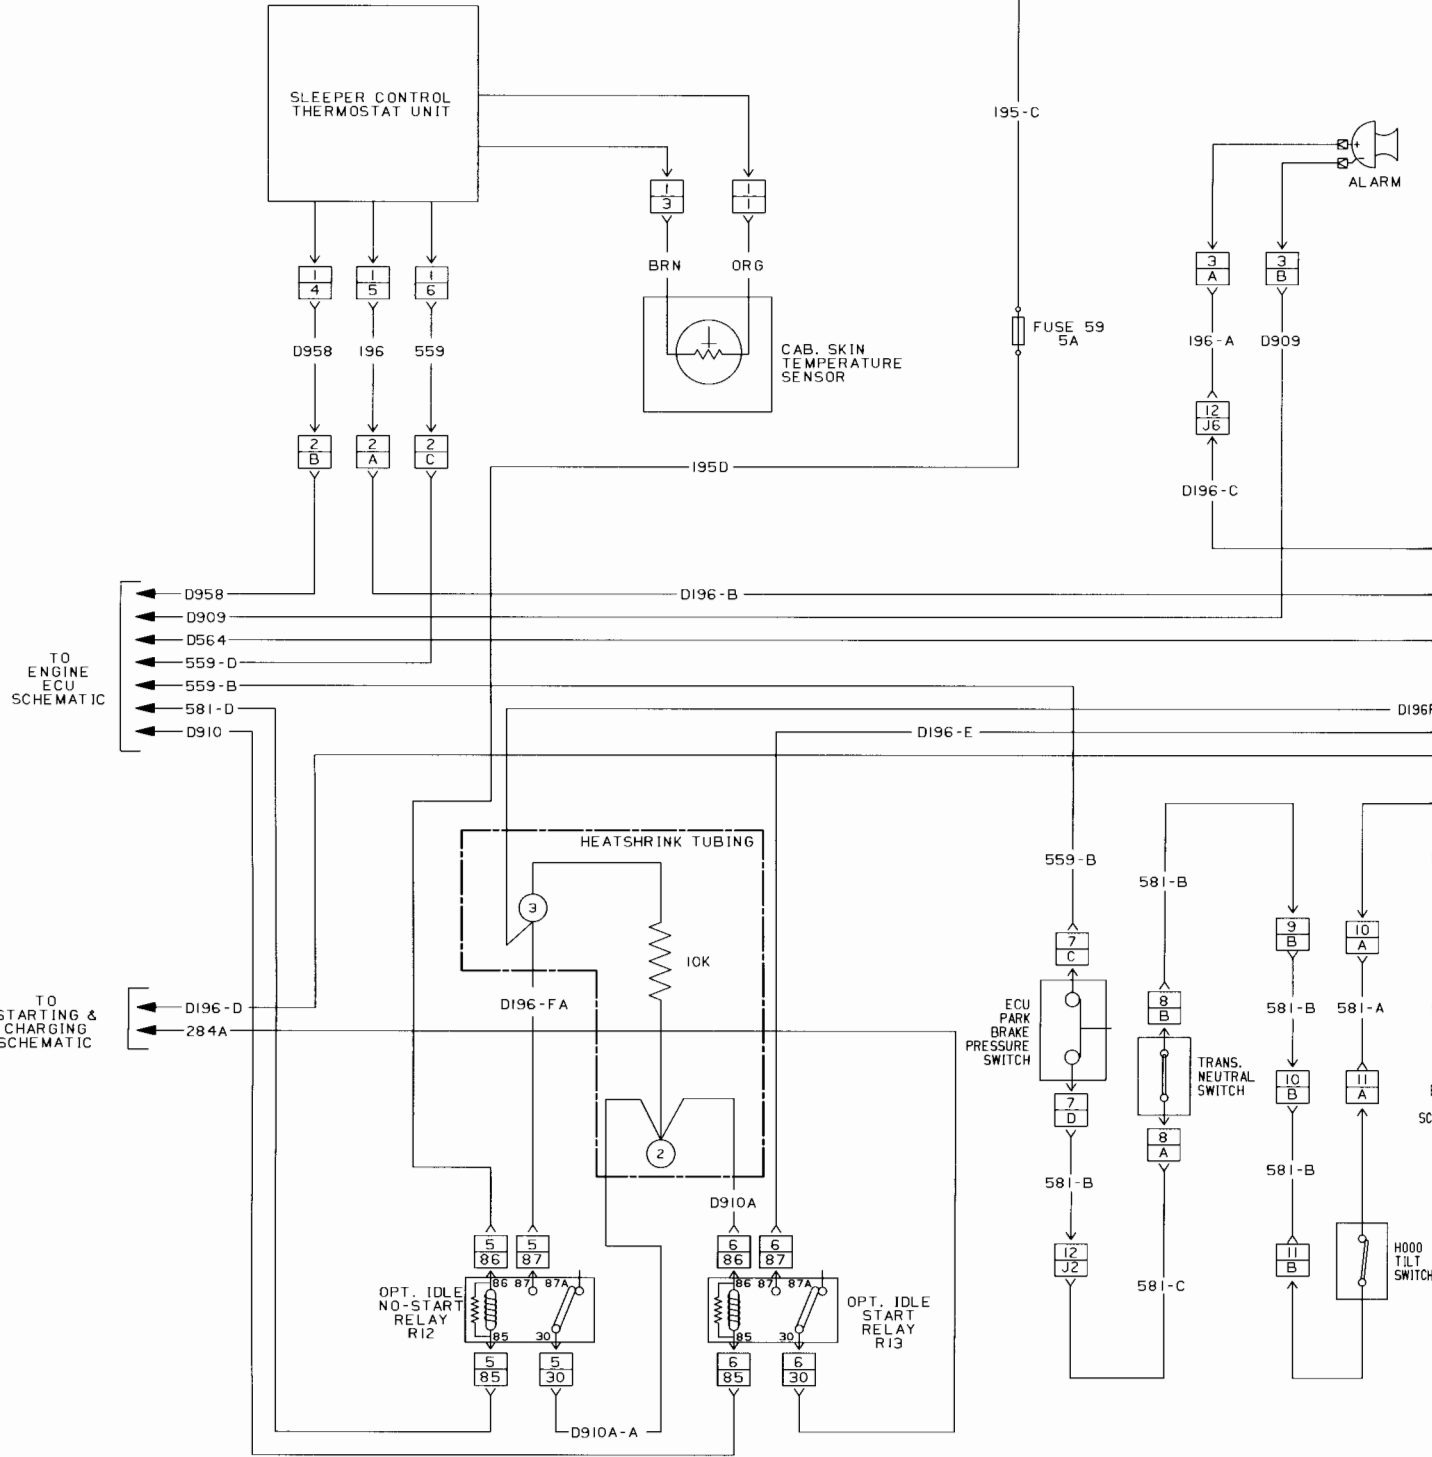 SLEEPER CONTROL
THERMOSTAT UNIT
195-C
ALARM
+
-
1
3
1
1
BRN
ORG
CAB. SKIN
TEMPERATURE
SENSOR
1
4
1
5
1
6
D958
196
559
2
B
2
A
2
C
FUSE 59
5A
3
A
3
B
196-A
D909
12
J6
D196-C
195D
TO
ENGINE
ECU
SCHEMATIC
D958
D196-B
D909
D564
559-D
559-B
581-D
D196F
D910
D196-E
HEATSHRINK TUBING
3
10K
D196-FA
2
D910A
TO
STARTING &
CHARGING
SCHEMATIC
D196-D
284A
559-B
581-B
7
C
ECU
PARK
BRAKE
PRESSURE
SWITCH
7
D
581-B
12
J2
8
B
TRANS.
NEUTRAL
SWITCH
8
A
581-C
9
B
10
A
581-B
581-A
10
B
11
A
581-B
11
B
HOOD
TILT
SWITCH
SC
5
86
5
87
6
86
6
87
OPT. IDLE
NO-START
RELAY
R12
86
87
87A
85
30
86
87
87A
85
30
OPT. IDLE
START
RELAY
R13
5
85
5
30
6
85
6
30
D910A-A